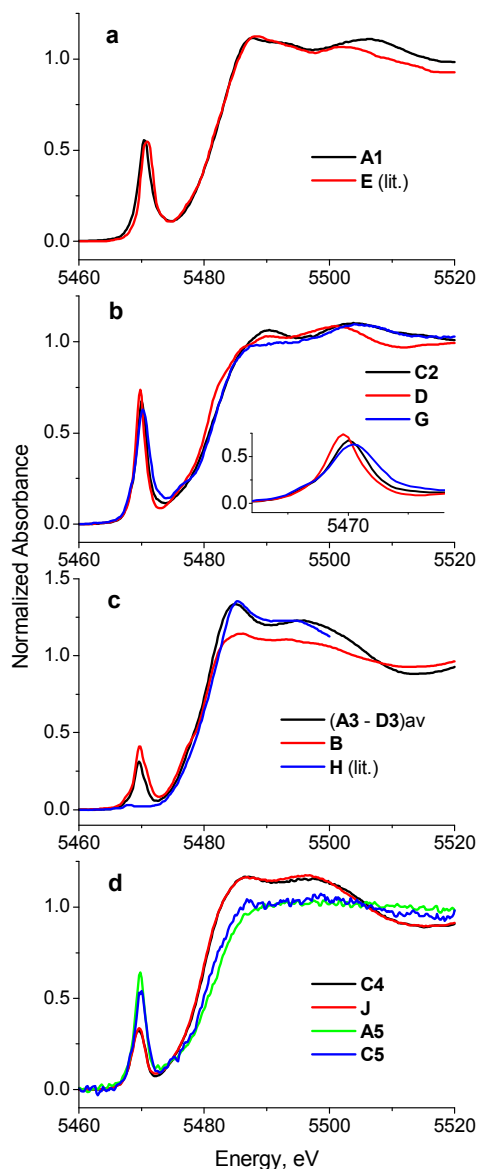 a
1.0
0.5
0.0
A1
E (lit.)
5460 5480 5500 5520
b
1.0
0.5
0.0
C2
D
G
0.5
0.0
5470
5460 5480 5500 5520
Normalized Absorbance
c
1.5
1.0
0.5
0.0
(A3 - D3)av
B
H (lit.)
5460 5480 5500 5520
d
1.0
0.5
0.0
C4
J
A5
C5
5460 5480 5500 5520
Energy, eV